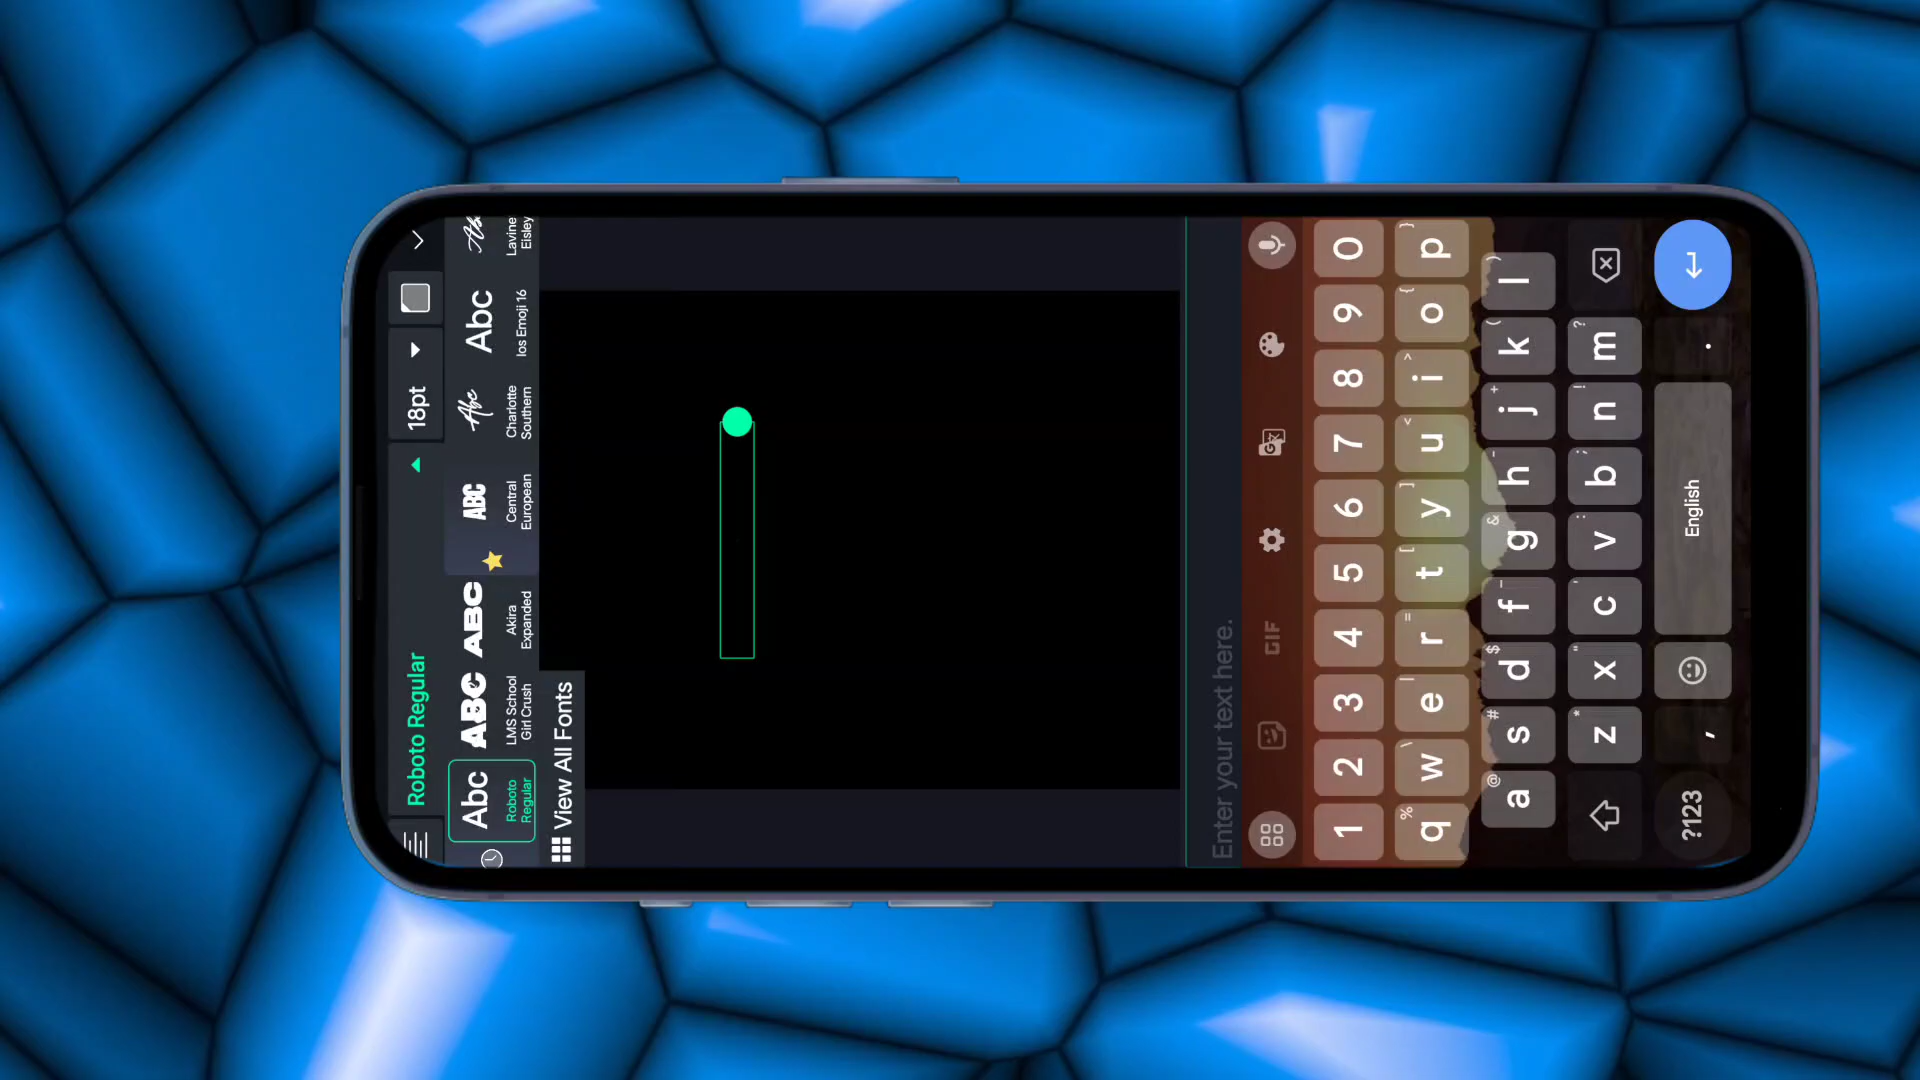 Roboto Regular 18pt
Abc ABC ABC ABC Abc Abc Ab
Roboto Regular
LMS School Girl Crush
Akira Expanded
Central European
Charlotte Southern
Ios Emoji 16
Lavine Eisley
View All Fonts
Enter your text here.
GIF
1 2 3 4 5 6 7 8 9 0
% \ | = [ ] < > { }
q w e r t y u i o p
@ # $ _ & - + ( )
a s d f g h j k l
* " ' : ; ! ?
z x c v b n m
?123 , English .